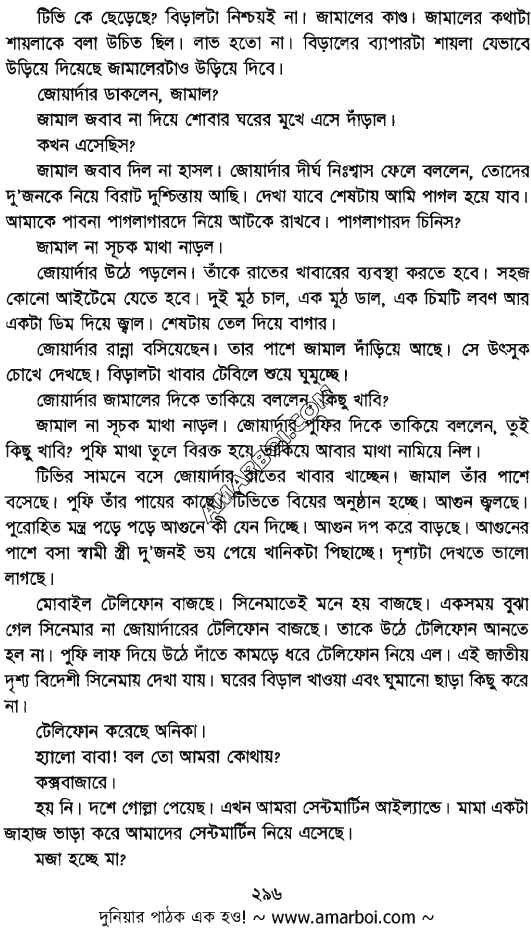 টিভি কে ছেড়েছে? বিড়ালটা নিশ্চয়ই না। জামালের কাণ্ড। জামালের কথাটা
শায়লাকে বলা উচিত ছিল। লাভ হতো না। বিড়ালের ব্যাপারটা শায়লা যেভাবে
উড়িয়ে দিয়েছে জামালেরটাও উড়িয়ে দিবে।
জোয়ার্দার ডাকলেন, জামাল?
জামাল জবাব না দিয়ে শোবার ঘরের মুখে এসে দাঁড়াল।
কখন এসেছিস?
জামাল জবাব দিল না হাসল। জোয়ার্দার দীর্ঘ নিঃশ্বাস ফেলে বললেন, তোদের
দু’জনকে নিয়ে বিরাট দুশ্চিন্তায় আছি। দেখা যাবে শেষটায় আমি পাগল হয়ে যাব।
আমাকে পাবনা পাগলাগারদে নিয়ে আটকে রাখবে। পাগলাগারদ চিনিস?
জামাল না সূচক মাথা নাড়ল।
জোয়ার্দার উঠে পড়লেন। তাঁকে রাতের খাবারের ব্যবস্থা করতে হবে। সহজ
কোনো আইটেমে যেতে হবে। দুই মুঠ চাল, এক মুঠ ডাল, এক চিমটি লবণ আর
একটা ডিম দিয়ে জ্বাল। শেষটায় তেল দিয়ে বাগার।
জোয়ার্দার রান্না বসিয়েছেন। তার পাশে জামাল দাঁড়িয়ে আছে। সে উৎসুক
চোখে দেখছে। বিড়ালটা খাবার টেবিলে শুয়ে ঘুমুচ্ছে।
জোয়ার্দার জামালের দিকে তাকিয়ে বললেন, কিছু খাবি?
জামাল না সূচক মাথা নাড়ল। জোয়ার্দার পুফির দিকে তাকিয়ে বললেন, তুই
কিছু খাবি? পুফি মাথা তুলে বিরক্ত হয়ে তাকিয়ে আবার মাথা নামিয়ে নিল।
টিভির সামনে বসে জোয়ার্দার রাতের খাবার খাচ্ছেন। জামাল তাঁর পাশে
বসেছে। পুফি তাঁর পায়ের কাছে। টিভিতে বিয়ের অনুষ্ঠান হচ্ছে। আগুন জ্বলছে।
পুরোহিত মন্ত্র পড়ে পড়ে আগুনে কী যেন দিচ্ছে। আগুন দপ করে বাড়ছে। আগুনের
পাশে বসা স্বামী স্ত্রী দু’জনই ভয় পেয়ে খানিকটা পিছাচ্ছে। দৃশ্যটা দেখতে ভালো
লাগছে।
মোবাইল টেলিফোন বাজছে। সিনেমাতেই মনে হয় বাজছে। একসময় বুঝা
গেল সিনেমার না জোয়ার্দারের টেলিফোন বাজছে। তাকে উঠে টেলিফোন আনতে
হল না। পুফি লাফ দিয়ে উঠে দাঁতে কামড়ে ধরে টেলিফোন নিয়ে এল। এই জাতীয়
দৃশ্য বিদেশী সিনেমায় দেখা যায়। ঘরের বিড়াল খাওয়া এবং ঘুমানো ছাড়া কিছু করে
না।
টেলিফোন করেছে অনিকা।
হ্যালো বাবা! বল তো আমরা কোথায়?
কক্সবাজারে।
হয় নি। দশে গোল্লা পেয়েছ। এখন আমরা সেন্টমার্টিন আইল্যান্ডে। মামা একটা
জাহাজ ভাড়া করে আমাদের সেন্টমার্টিন নিয়ে এসেছে।
মজা হচ্ছে মা?
২৯৬
দুনিয়ার পাঠক এক হও! ~ www.amarboi.com ~
AMARBOI.COM